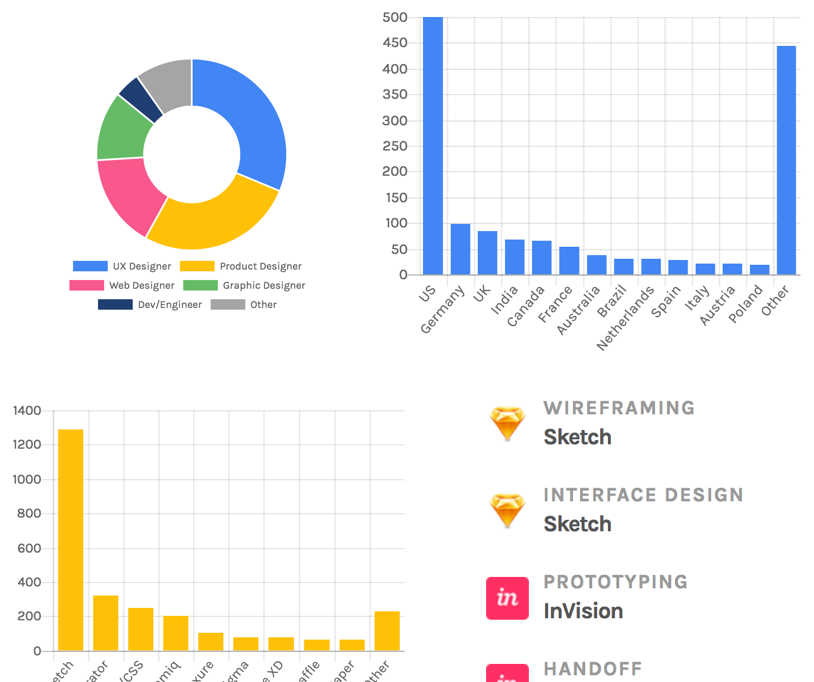 UX Designer Product Designer
Web Designer Graphic Designer
Dev/Engineer Other
500
450
400
350
300
250
200
150
100
50
0
US Germany UK India Canada France Australia Brazil Netherlands Spain Italy Austria Poland Other
1400
1200
1000
800
600
400
200
0
etch rator /CSS miq xure gma e XD affle aper ther
WIREFRAMING
Sketch
INTERFACE DESIGN
Sketch
in
PROTOTYPING
InVision
in
HANDOFF